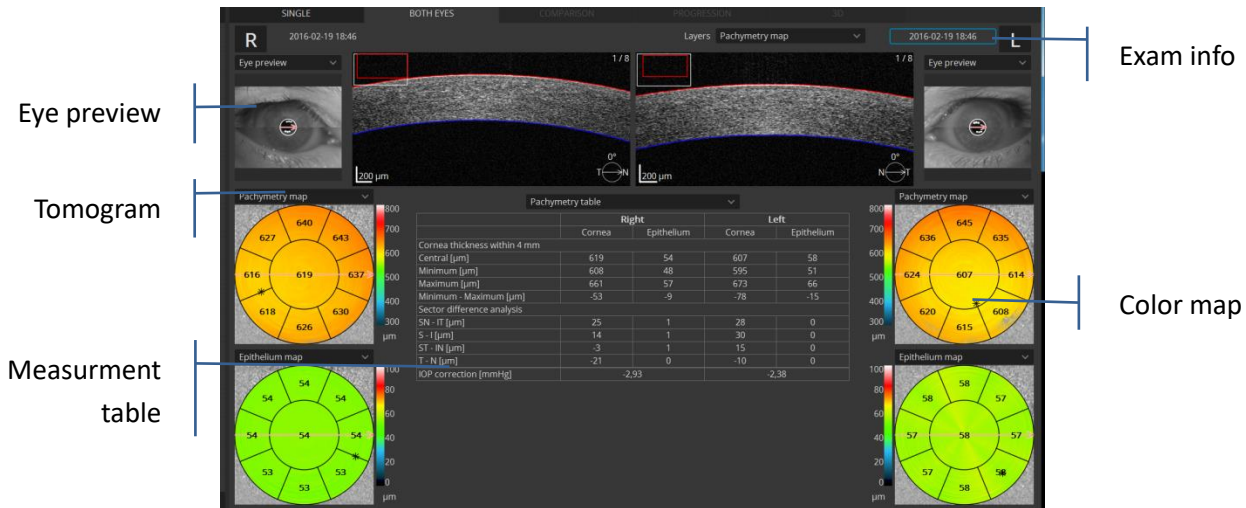 SINGLE BOTH EYES COMPARISON PROGRESSION 3D
R 2016-02-19 18:46 Layers Pachymetry map 2016-02-19 18:46 L
Exam info
Eye preview 1 / 8 1 / 8 Eye preview
Eye preview
0° 0°
200 µm T N 200 µm N T
Tomogram
Pachymetry map Pachymetry table Pachymetry map
800 700 600 500 400 300 µm
640
627 643
616 619 637
618 630
626
Right Left
Cornea Epithelium Cornea Epithelium
Cornea thickness within 4 mm
Central [µm] 619 54 607 58
Minimum [µm] 608 48 595 51
Maximum [µm] 661 57 673 66
Minimum - Maximum [µm] -53 -9 -78 -15
Sector difference analysis
SN - IT [µm] 25 1 28 0
S - I [µm] 14 1 30 0
ST - IN [µm] -3 1 15 0
T - N [µm] -21 0 -10 0
IOP correction [mmHg] -2,93 -2,38
800 700 600 500 400 300 µm
645
636 635
624 607 614
620 608
615
Color map
Measurment
table
Epithelium map
100 80 60 40 20 0 µm
54
54 54
54 54 54
53 53
53
Epithelium map
100 80 60 40 20 0 µm
58
58 57
57 58 57
57 58
58